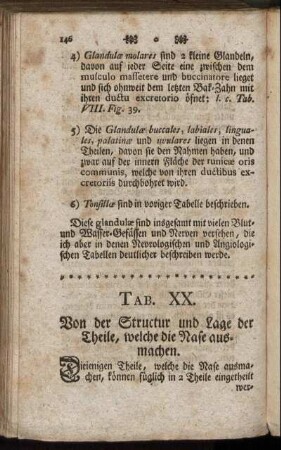 146
4) Glandulæ molares sind 2 kleine Glandeln,
davon auf ieder Seite eine zwischen dem
musculo massetere und buccinatore lieget
und sich ohnweit dem letzten Bak-Zahn mit
ihren ductu excretorio öfnet; l. c. Tab.
VIII. Fig. 39.
5) Die Glandulæ buccales, labiales, lingua-
les, palatinæ und uvulares liegen in denen
Theilen, davon sie den Nahmen haben, und
zwar auf der innern Fläche der tunicæ oris
communis, welche von ihren ductibus ex-
cretoriis durchbohret wird.
6) Tonsillæ sind in voriger Tabelle beschrieben.
Diese glandulæ sind insgesamt mit vielen Blut-
und Wasser-Gefässen und Nerven versehen, die
ich aber in denen Nevrologischen und Angiologi-
schen Tabellen deutlicher beschreiben werde.
TAB. XX.
Von der Structur und Lage der
Theile, welche die Nase aus-
machen.
Dieienigen Theile, welche die Nase ausma-
chen, können füglich in 2 Theile eingetheilt
wer-